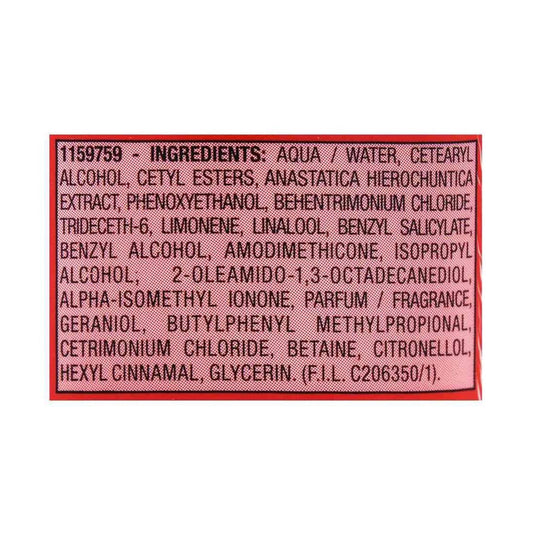 1159759 - INGREDIENTS: AQUA / WATER, CETEARYL
ALCOHOL, CETYL ESTERS, ANASTATICA HIEROCHUNTICA
EXTRACT, PHENOXYETHANOL, BEHENTRIMONIUM CHLORIDE,
TRIDECETH-6, LIMONENE, LINALOOL, BENZYL SALICYLATE,
BENZYL ALCOHOL, AMODIMETHICONE, ISOPROPYL
ALCOHOL, 2-OLEAMIDO-1,3-OCTADECANEDIOL,
ALPHA-ISOMETHYL IONONE, PARFUM / FRAGRANCE,
GERANIOL, BUTYLPHENYL METHYLPROPIONAL,
CETRIMONIUM CHLORIDE, BETAINE, CITRONELLOL,
HEXYL CINNAMAL, GLYCERIN. (F.I.L. C206350/1).